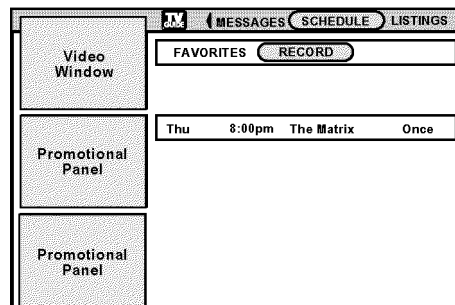 TV
GUIDE
MESSAGES SCHEDULE LISTINGS
FAVORITES RECORD
Video
Window
Thu 8:00pm The Matrix Once
Promotional
Panel
Promotional
Panel